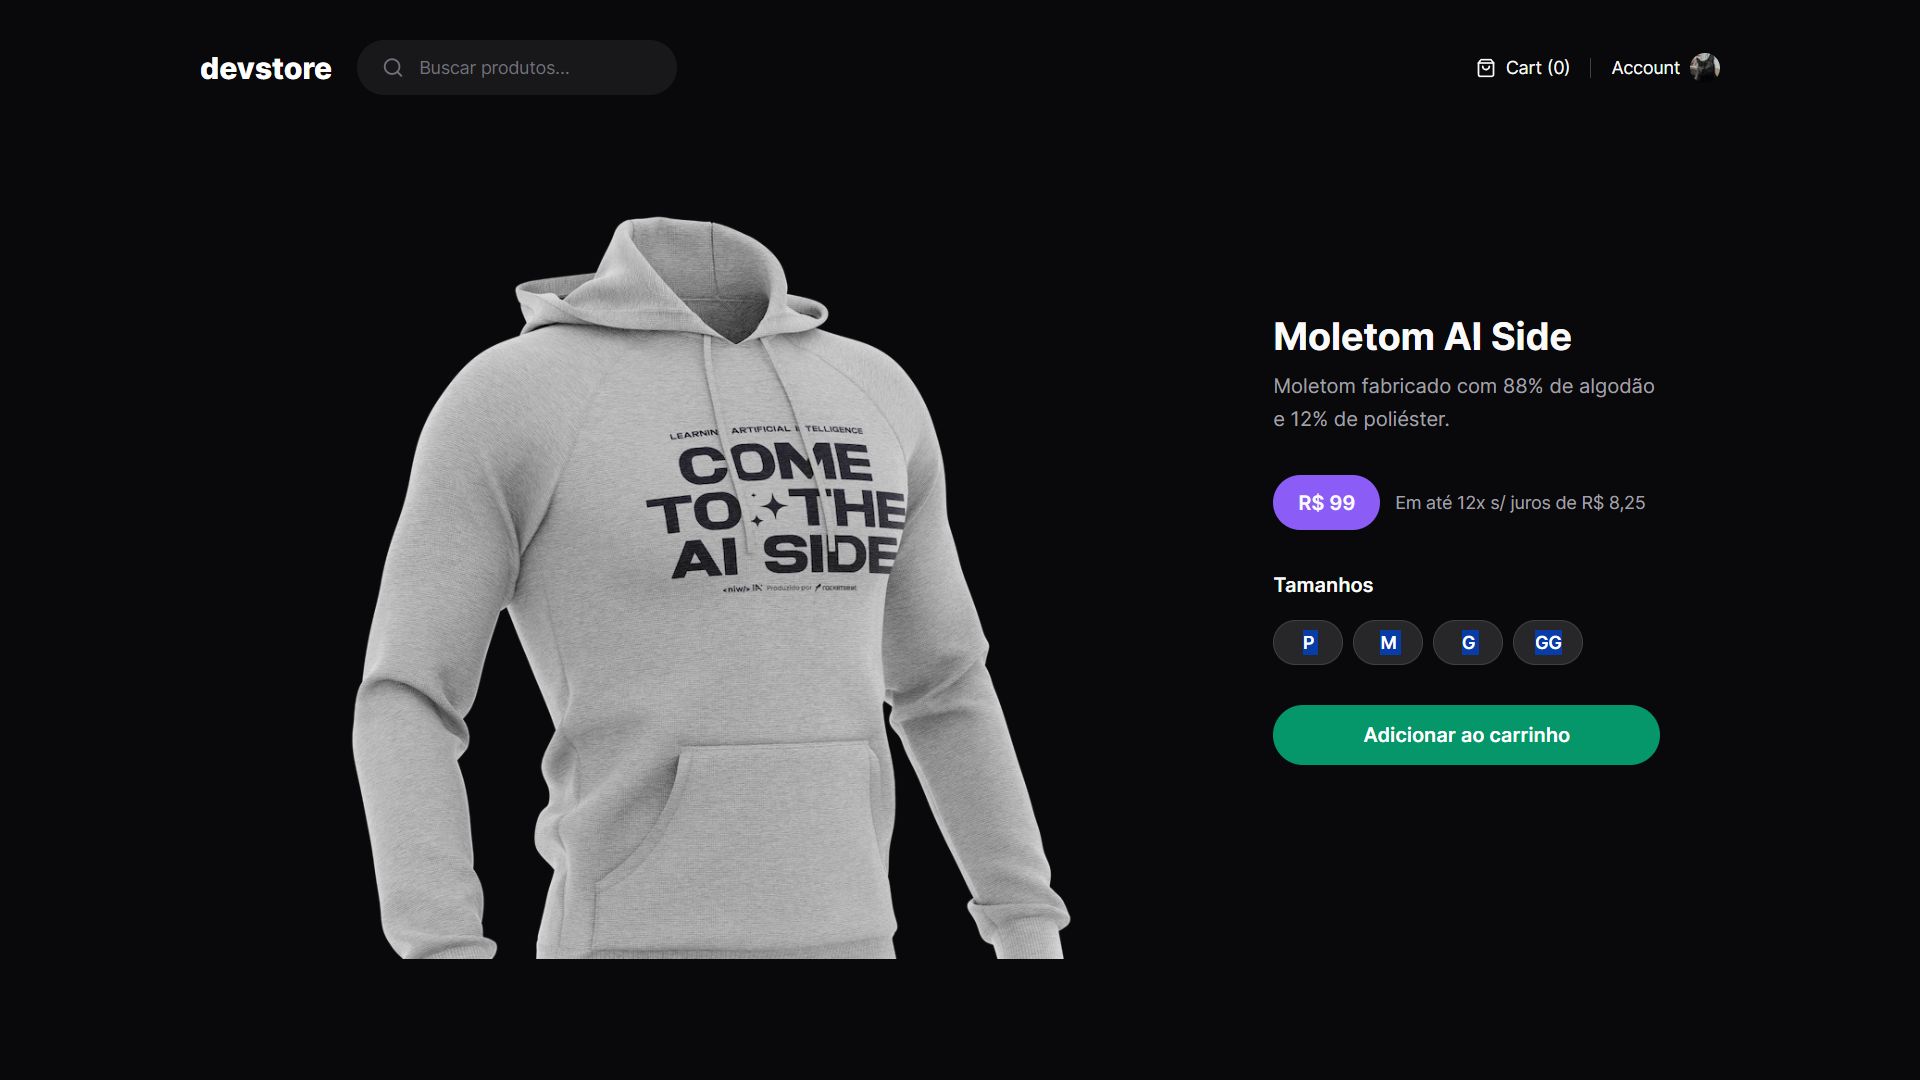 devstore
Buscar produtos...
Cart (0)
Account
LEARNING ARTIFICIAL INTELLIGENCE
COME
TO THE
AI SIDE
<nlw/> IA Produzido por rocketseat
Moletom AI Side
Moletom fabricado com 88% de algodão
e 12% de poliéster.
R$ 99
Em até 12x s/ juros de R$ 8,25
Tamanhos
P
M
G
GG
Adicionar ao carrinho